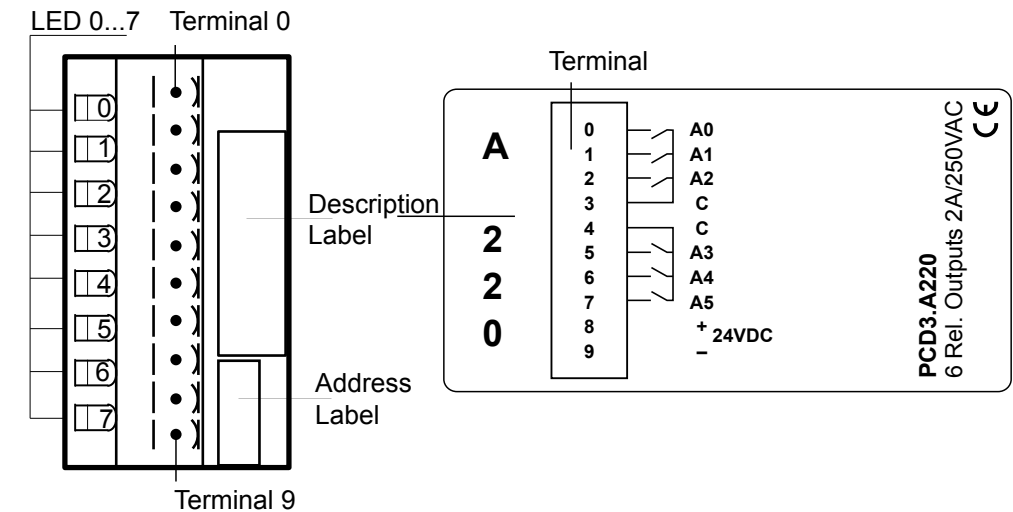 LED 0...7 Terminal 0
0
1
2
3
4
5
6
7
Terminal 9
Description
Label
Address
Label
Terminal
A
2
2
0
0 A0
1 A1
2 A2
3 C
4 C
5 A3
6 A4
7 A5
8 +
24VDC
9 –
PCD3.A220
6 Rel. Outputs 2A/250VAC
CE